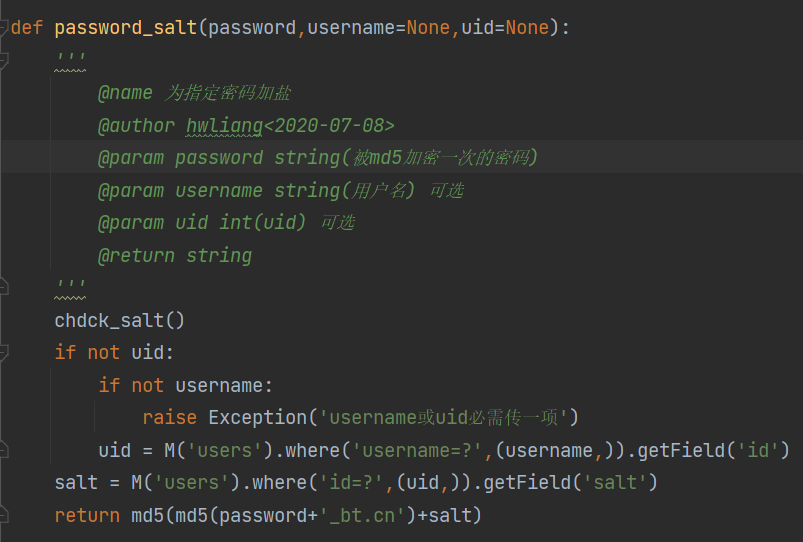 def password_salt(password,username=None,uid=None):
    '''
        @name 为指定密码加盐
        @author hwliang<2020-07-08>
        @param password string(被md5加密一次的密码)
        @param username string(用户名) 可选
        @param uid int(uid) 可选
        @return string
    '''
    chdck_salt()
    if not uid:
        if not username:
            raise Exception('username或uid必需传一项')
        uid = M('users').where('username=?',(username,)).getField('id')
    salt = M('users').where('id=?',(uid,)).getField('salt')
    return md5(md5(password+'_bt.cn')+salt)